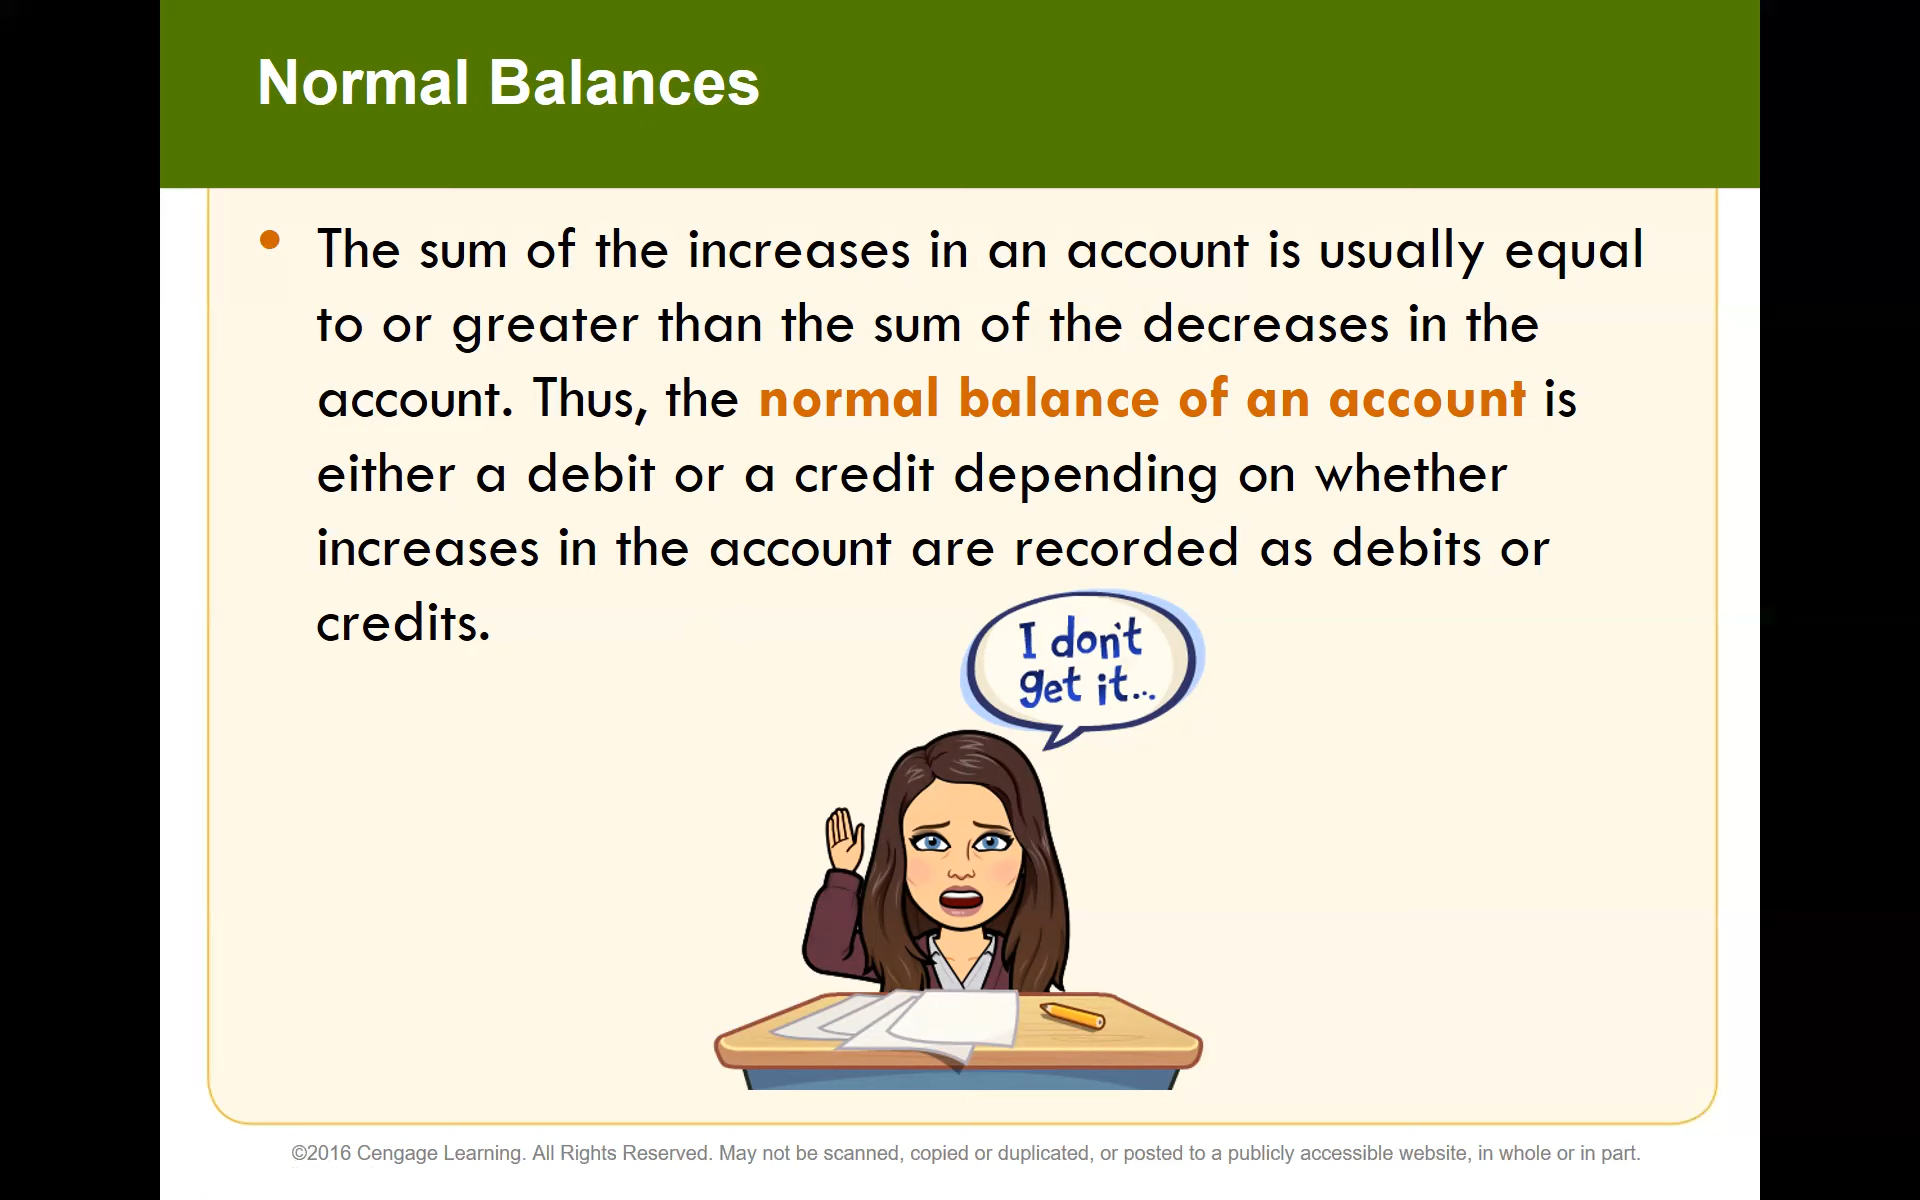 Normal Balances
• The sum of the increases in an account is usually equal
to or greater than the sum of the decreases in the
account. Thus, the normal balance of an account is
either a debit or a credit depending on whether
increases in the account are recorded as debits or
credits.
I don't
get it...
©2016 Cengage Learning. All Rights Reserved. May not be scanned, copied or duplicated, or posted to a publicly accessible website, in whole or in part.